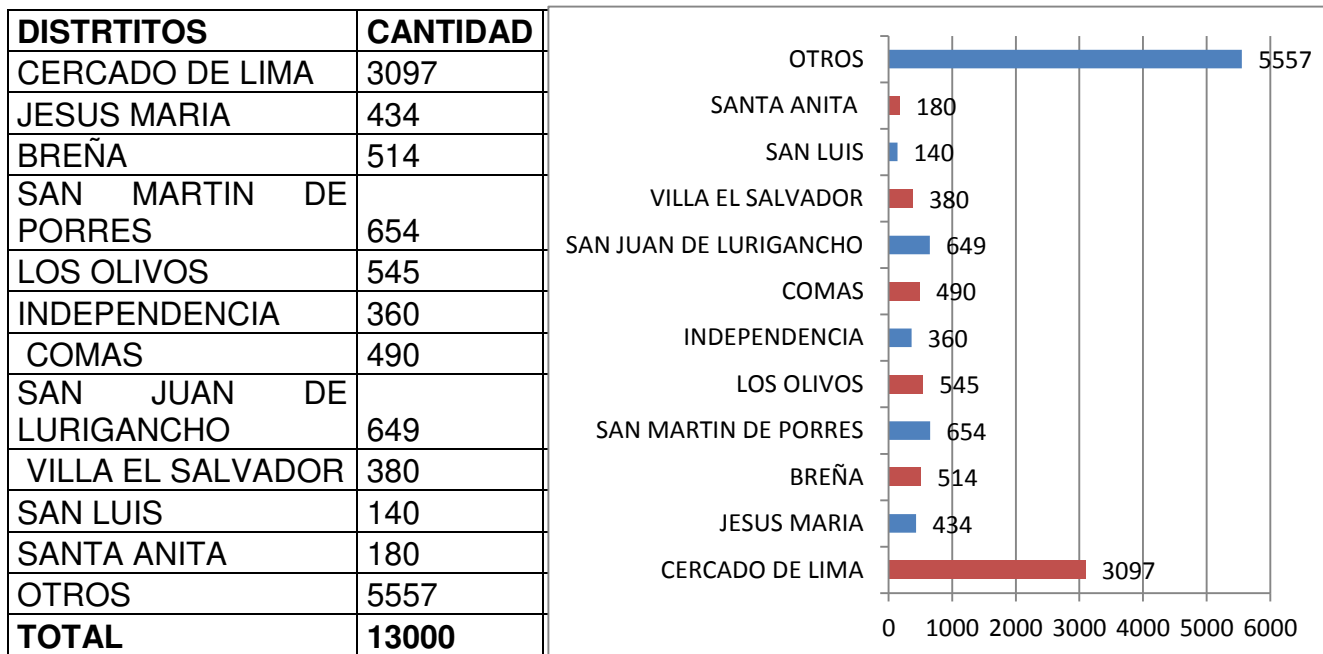 DISTRTITOS CANTIDAD
CERCADO DE LIMA 3097
JESUS MARIA 434
BREÑA 514
SAN MARTIN DE
PORRES 654
LOS OLIVOS 545
INDEPENDENCIA 360
COMAS 490
SAN JUAN DE
LURIGANCHO 649
VILLA EL SALVADOR 380
SAN LUIS 140
SANTA ANITA 180
OTROS 5557
TOTAL 13000
OTROS 5557
SANTA ANITA 180
SAN LUIS 140
VILLA EL SALVADOR 380
SAN JUAN DE LURIGANCHO 649
COMAS 490
INDEPENDENCIA 360
LOS OLIVOS 545
SAN MARTIN DE PORRES 654
BREÑA 514
JESUS MARIA 434
CERCADO DE LIMA 3097
0 1000 2000 3000 4000 5000 6000